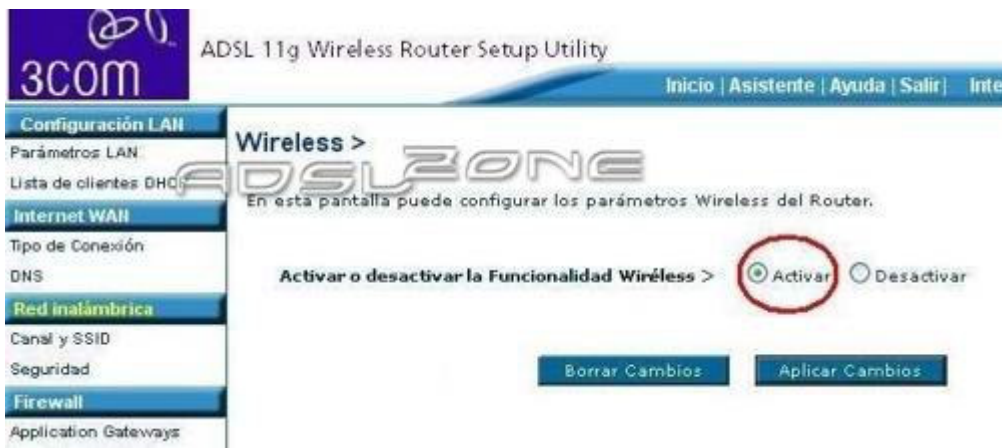 3COM
ADSL 11g Wireless Router Setup Utility
Inicio | Asistente | Ayuda | Salir|
Configuración LAN
Parámetros LAN
Lista de clientes
Internet WAN
Tipo de Conexión
DNS
Red inalámbrica
Canal y SSID
Seguridad
Firewall
Application Gateways
Wireless >
ADSLZONE
En esta pantalla puede configurar los parámetros Wireless del Router.
Activar o desactivar la Funcionalidad Wiréless > Activar Desactivar
Borrar Cambios Aplicar Cambios